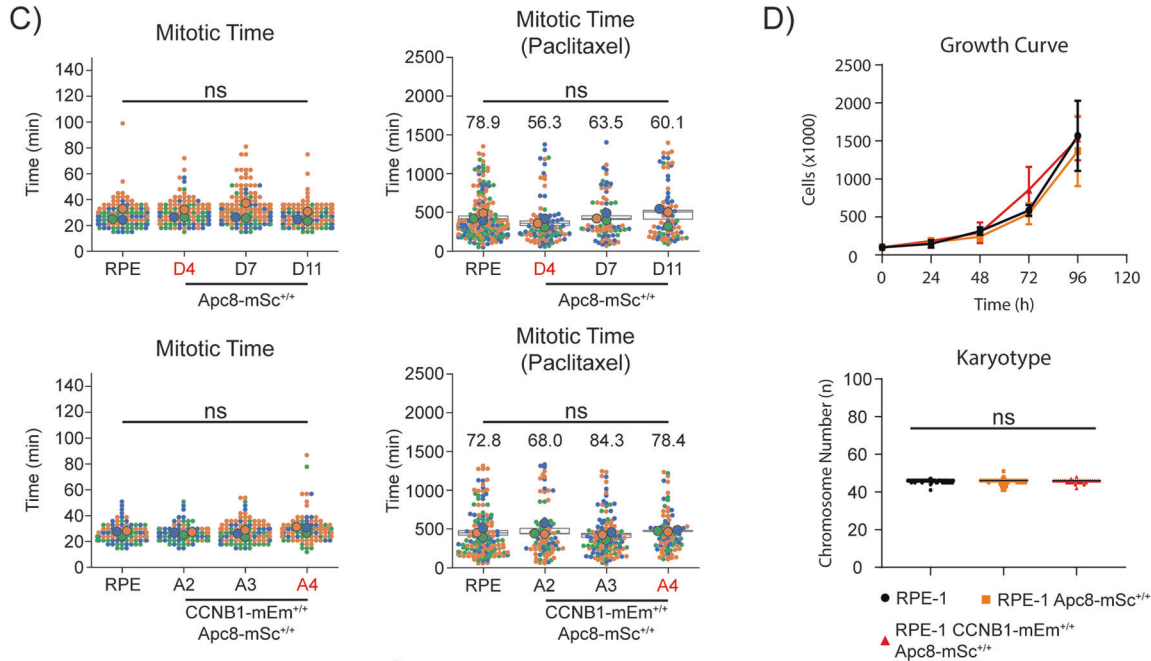 C)
Mitotic Time
Time (min)
140
120
100
80
60
40
20
0
ns
RPE D4 D7 D11
Apc8-mSc+/+
Mitotic Time
(Paclitaxel)
Time (min)
2500
2000
1500
1000
500
0
ns
78.9 56.3 63.5 60.1
RPE D4 D7 D11
Apc8-mSc+/+
D)
Growth Curve
Cells (x1000)
2500
2000
1500
1000
500
0
0 24 48 72 96 120
Time (h)
Mitotic Time
Time (min)
140
120
100
80
60
40
20
0
ns
RPE A2 A3 A4
CCNB1-mEm+/+
Apc8-mSc+/+
Mitotic Time
(Paclitaxel)
Time (min)
2500
2000
1500
1000
500
0
ns
72.8 68.0 84.3 78.4
RPE A2 A3 A4
CCNB1-mEm+/+
Apc8-mSc+/+
Karyotype
Chromosome Number (n)
100
80
60
40
20
0
ns
RPE-1
RPE-1 Apc8-mSc+/+
RPE-1 CCNB1-mEm+/+
Apc8-mSc+/+